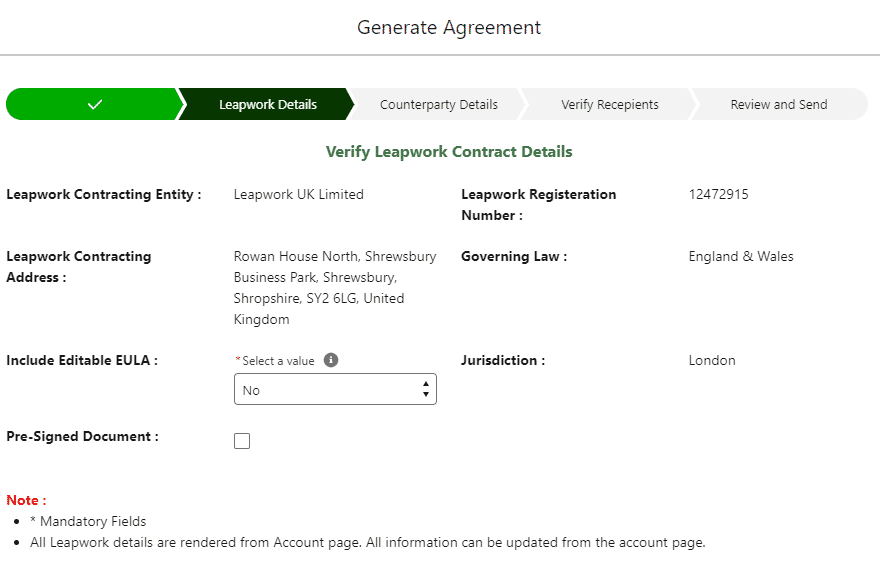 Generate Agreement
Leapwork Details
Counterparty Details
Verify Recepients
Review and Send
Verify Leapwork Contract Details
Leapwork Contracting Entity :
Leapwork UK Limited
Leapwork Registeration
Number :
12472915
Leapwork Contracting
Address :
Rowan House North, Shrewsbury
Business Park, Shrewsbury,
Shropshire, SY2 6LG, United
Kingdom
Governing Law :
England & Wales
Include Editable EULA :
*Select a value
No
Jurisdiction :
London
Pre-Signed Document :
Note :
* Mandatory Fields
All Leapwork details are rendered from Account page. All information can be updated from the account page.